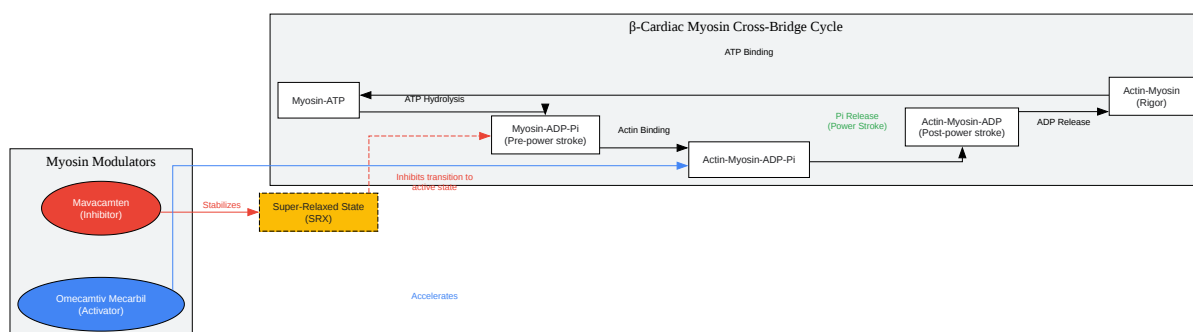 β-Cardiac Myosin Cross-Bridge Cycle
ATP Binding
Myosin-ATP
ATP Hydrolysis
Myosin-ADP-Pi
(Pre-power stroke)
Actin Binding
Actin-Myosin-ADP-Pi
Pi Release
(Power Stroke)
Actin-Myosin-ADP
(Post-power stroke)
ADP Release
Actin-Myosin
(Rigor)
Myosin Modulators
Mavacamten
(Inhibitor)
Stabilizes
Super-Relaxed State
(SRX)
Inhibits transition to
active state
Omecamtiv Mecarbil
(Activator)
Accelerates